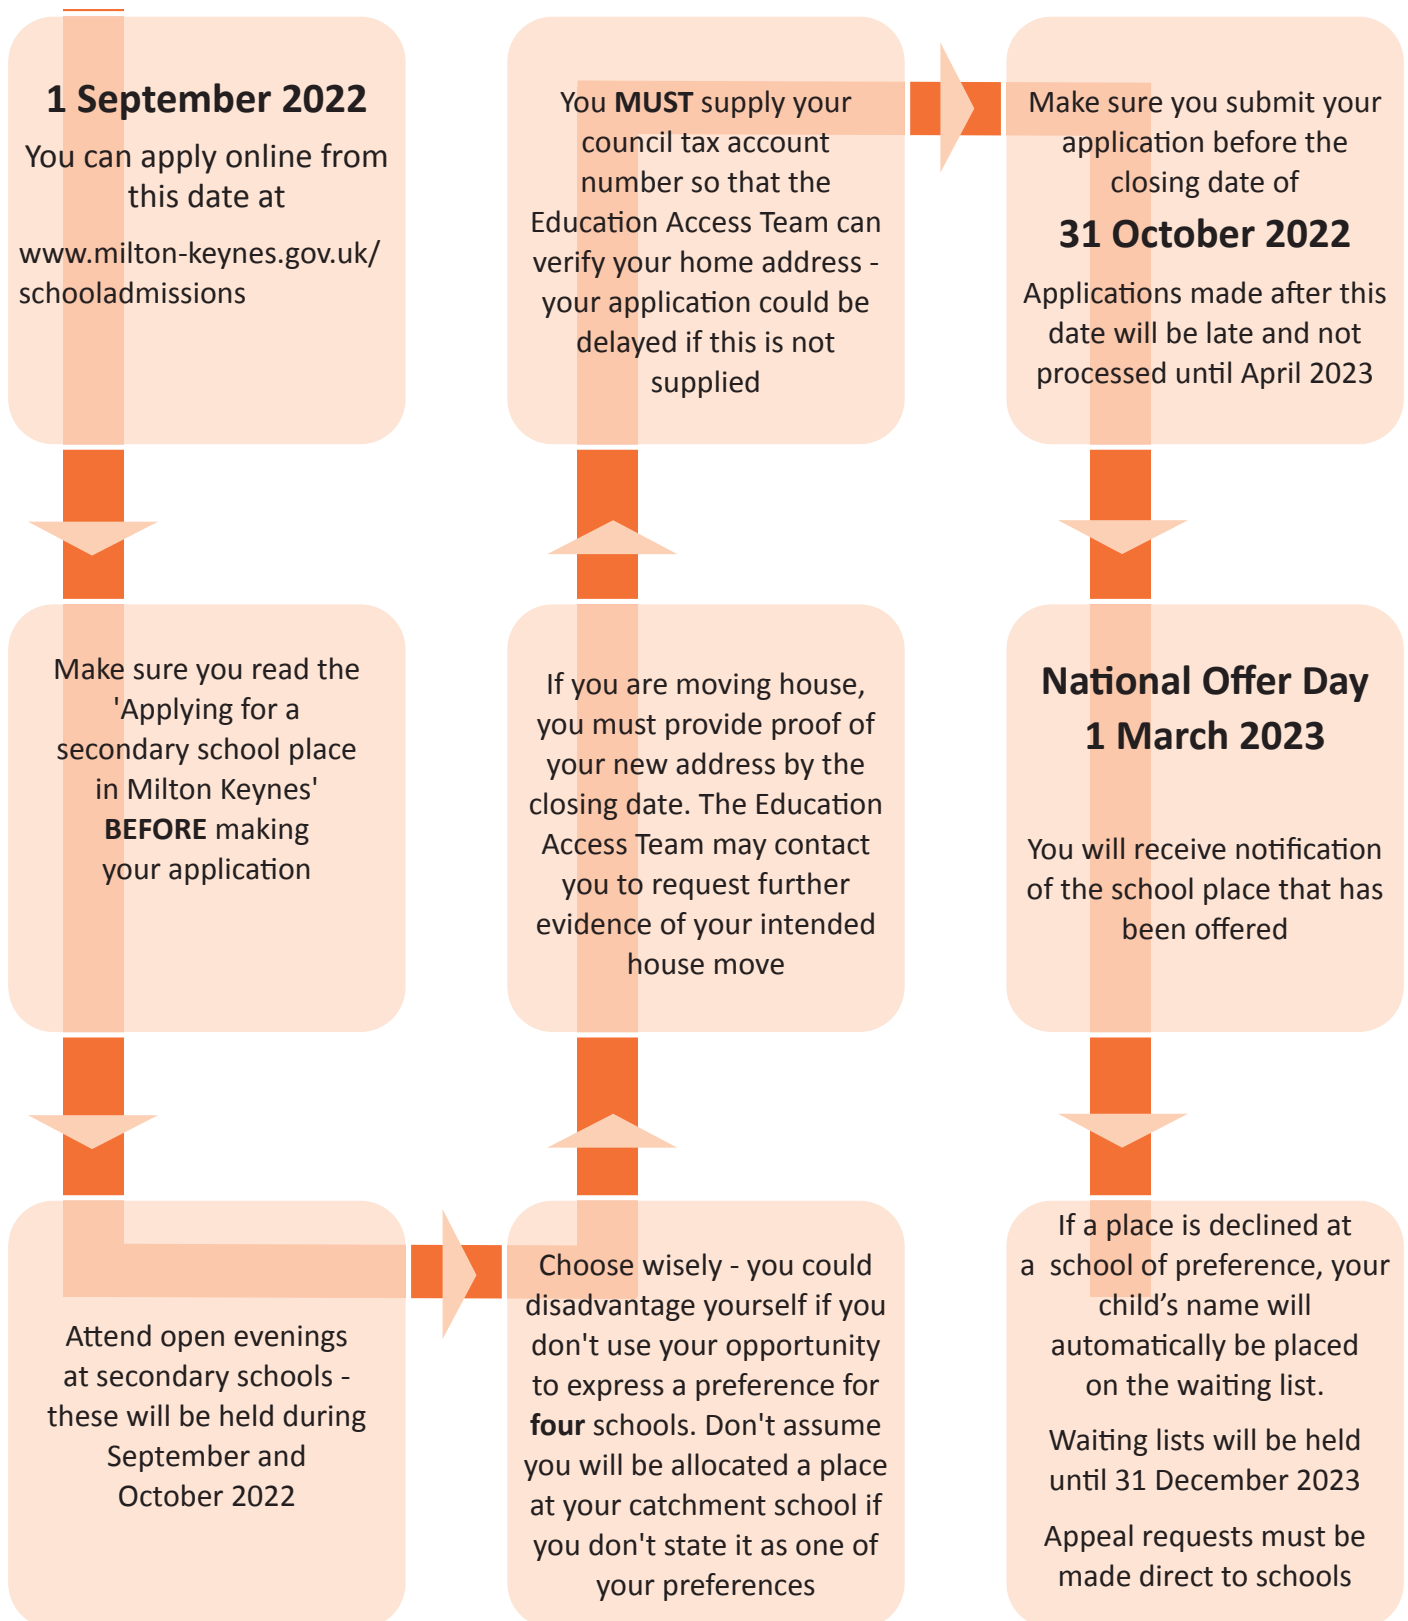 1 September 2022
You can apply online from
this date at
www.milton-keynes.gov.uk/
schooladmissions
Make sure you read the
'Applying for a
secondary school place
in Milton Keynes'
BEFORE making
your application
Attend open evenings
at secondary schools -
these will be held during
September and
October 2022
Choose wisely - you could
disadvantage yourself if you
don't use your opportunity
to express a preference for
four schools. Don't assume
you will be allocated a place
at your catchment school if
you don't state it as one of
your preferences
If you are moving house,
you must provide proof of
your new address by the
closing date. The Education
Access Team may contact
you to request further
evidence of your intended
house move
You MUST supply your
council tax account
number so that the
Education Access Team can
verify your home address -
your application could be
delayed if this is not
supplied
Make sure you submit your
application before the
closing date of
31 October 2022
Applications made after this
date will be late and not
processed until April 2023
National Offer Day
1 March 2023
You will receive notification
of the school place that has
been offered
If a place is declined at
a school of preference, your
child’s name will
automatically be placed
on the waiting list.
Waiting lists will be held
until 31 December 2023
Appeal requests must be
made direct to schools